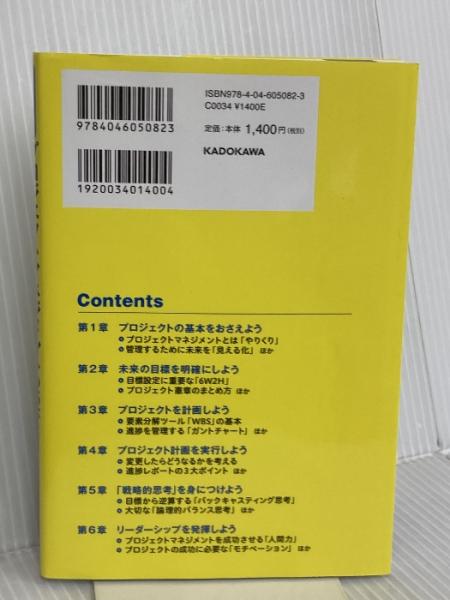 ISBN978-4-04-605082-3
C0034 ¥1400E
定価:本体1,400円(税別)
KADOKAWA
9784046050823
1920034014004
Contents
第1章 プロジェクトの基本をおさえよう
プロジェクトマネジメントとは「やりくり」
管理するために未来を「見える化」 ほか
第2章 未来の目標を明確にしよう
目標設定に重要な「6W2H」
プロジェクト憲章のまとめ方 ほか
第3章 プロジェクトを計画しよう
要素分解ツール「WBS」の基本
進捗を管理する「ガントチャート」 ほか
第4章 プロジェクト計画を実行しよう
変更したらどうなるかを考える
進捗レポートの3大ポイント ほか
第5章 「戦略的思考」を身につけよう
目標から逆算する「バックキャスティング思考」
大切な「論理的バランス思考」 ほか
第6章 リーダーシップを発揮しよう
プロジェクトマネジメントを成功させる「人間力」
プロジェクトの成功に必要な「モチベーション」 ほか